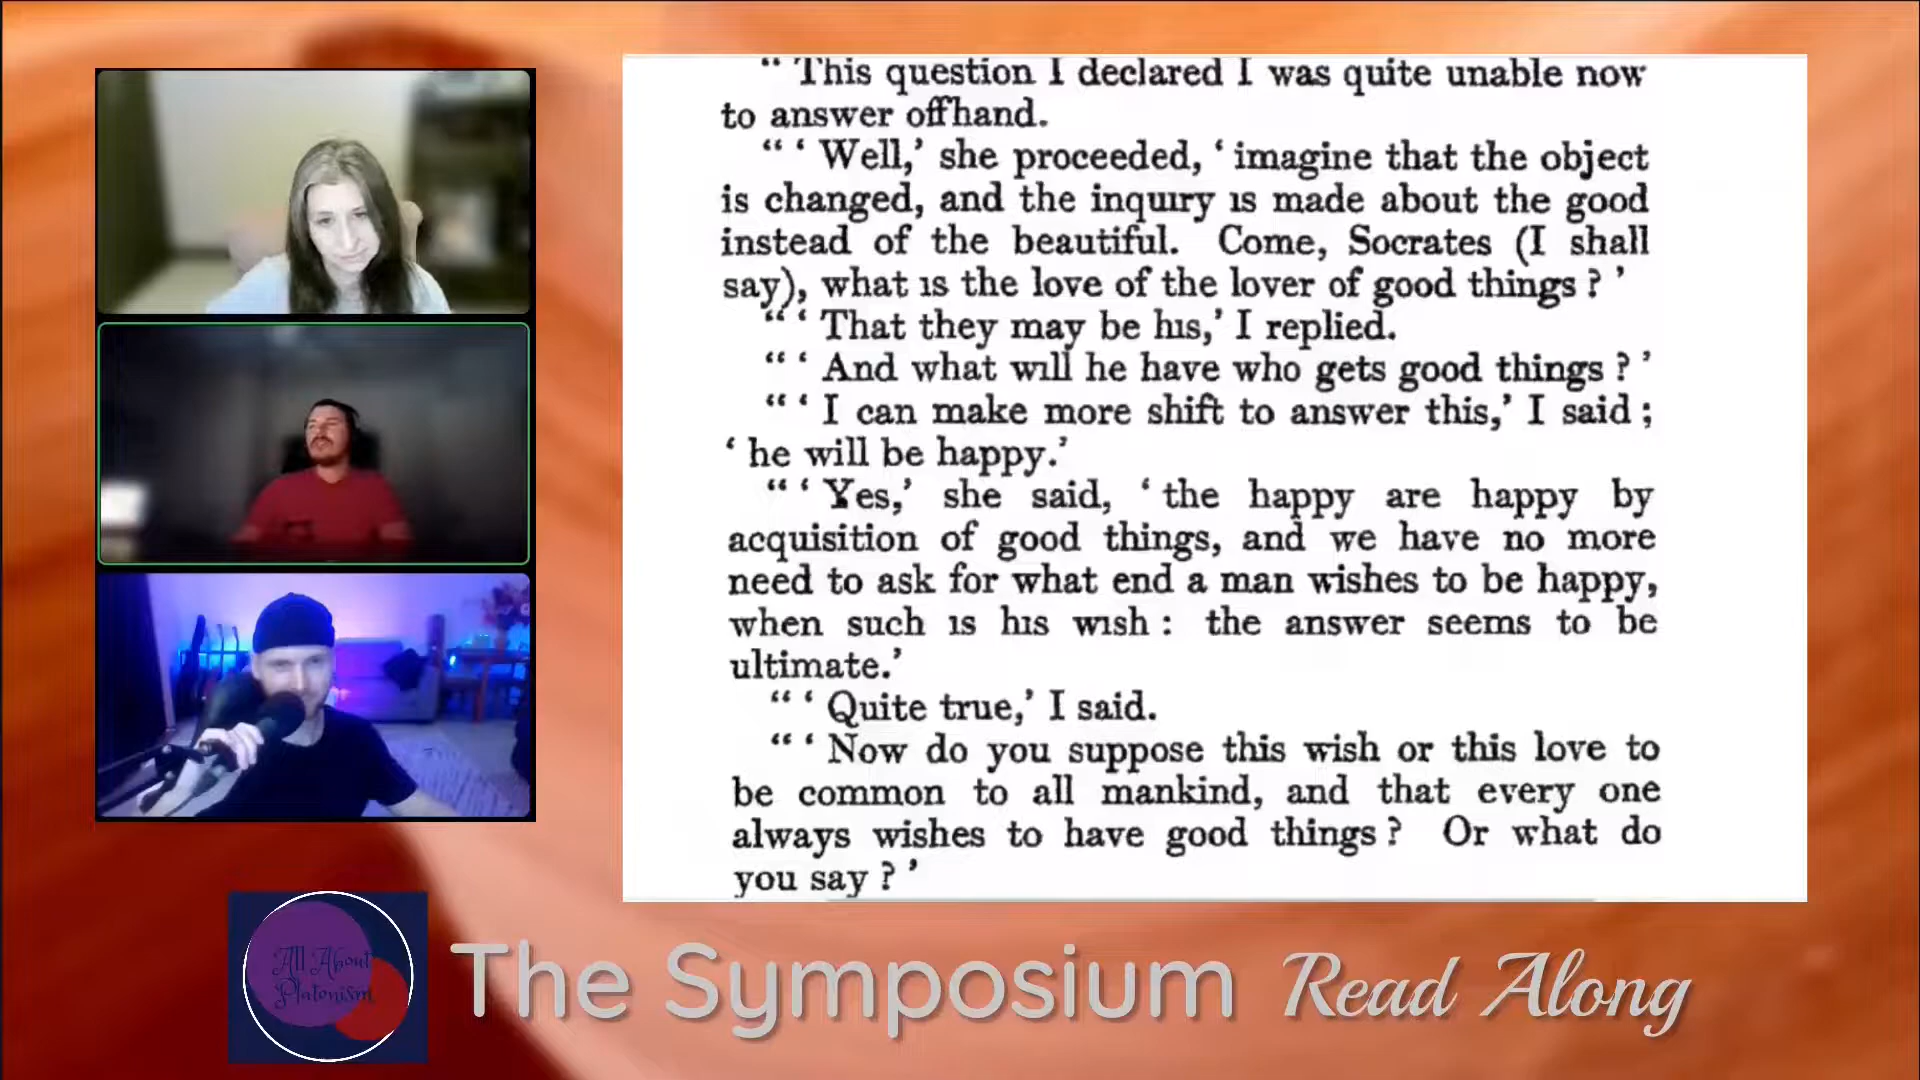 “ This question I declared I was quite unable now
to answer offhand.
“ ‘ Well,’ she proceeded, ‘ imagine that the object
is changed, and the inquiry is made about the good
instead of the beautiful. Come, Socrates (I shall
say), what is the love of the lover of good things ? ’
“ ‘ That they may be his,’ I replied.
“ ‘ And what will he have who gets good things ? ’
“ ‘ I can make more shift to answer this,’ I said ;
‘ he will be happy.’
“ ‘ Yes,’ she said, ‘ the happy are happy by
acquisition of good things, and we have no more
need to ask for what end a man wishes to be happy,
when such is his wish : the answer seems to be
ultimate.’
“ ‘ Quite true,’ I said.
“ ‘ Now do you suppose this wish or this love to
be common to all mankind, and that every one
always wishes to have good things ? Or what do
you say ? ’
All About
Platonism
The Symposium Read Along